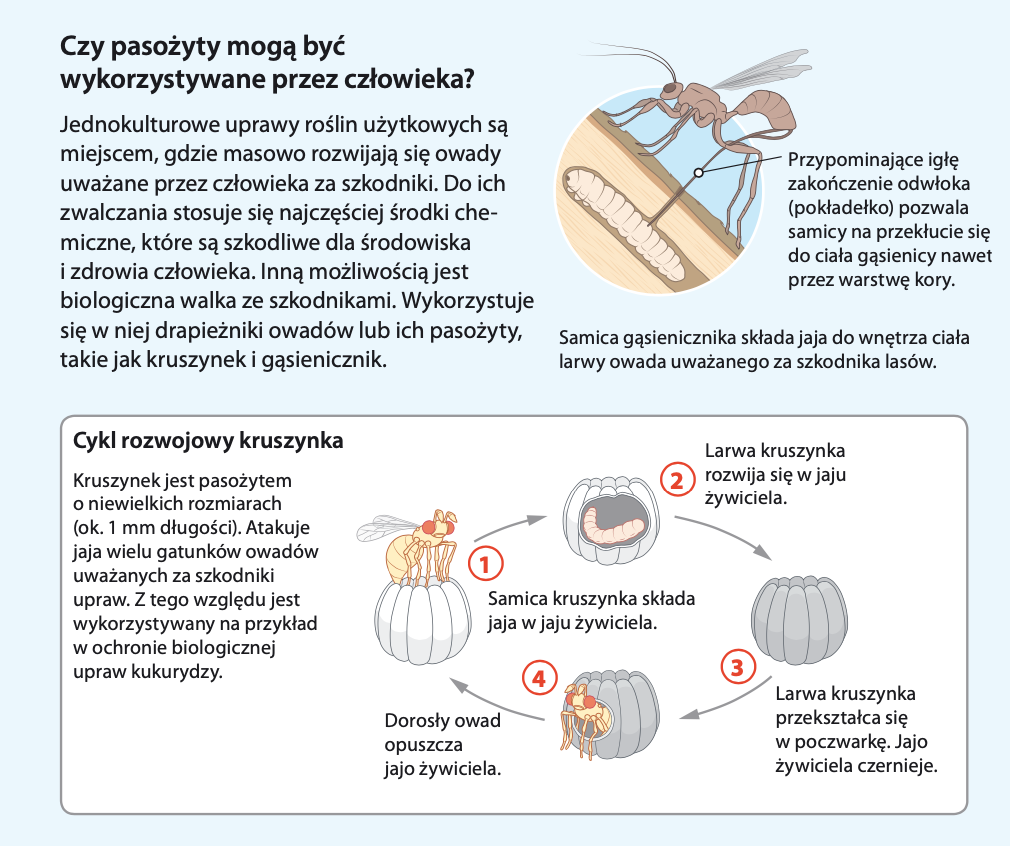 Czy pasożyty mogą być
wykorzystywane przez człowieka?
Jednokulturowe uprawy roślin użytkowych są
miejscem, gdzie masowo rozwijają się owady
uważane przez człowieka za szkodniki. Do ich
zwalczania stosuje się najczęściej środki che-
miczne, które są szkodliwe dla środowiska
i zdrowia człowieka. Inną możliwością jest
biologiczna walka ze szkodnikami. Wykorzystuje
się w niej drapieżniki owadów lub ich pasożyty,
takie jak kruszynek i gąsienicznik.
Przypominające igłę
zakończenie odwłoka
(pokładełko) pozwala
samicy na przekłucie się
do ciała gąsienicy nawet
przez warstwę kory.
Samica gąsienicznika składa jaja do wnętrza ciała
larwy owada uważanego za szkodnika lasów.
Cykl rozwojowy kruszynka
Kruszynek jest pasożytem
o niewielkich rozmiarach
(ok. 1 mm długości). Atakuje
jaja wielu gatunków owadów
uważanych za szkodniki
upraw. Z tego względu jest
wykorzystywany na przykład
w ochronie biologicznej
upraw kukurydzy.
1
Samica kruszynka składa
jaja w jaju żywiciela.
2
Larwa kruszynka
rozwija się w jaju
żywiciela.
3
Larwa kruszynka
przekształca się
w poczwarkę. Jajo
żywiciela czernieje.
4
Dorosły owad
opuszcza
jajo żywiciela.